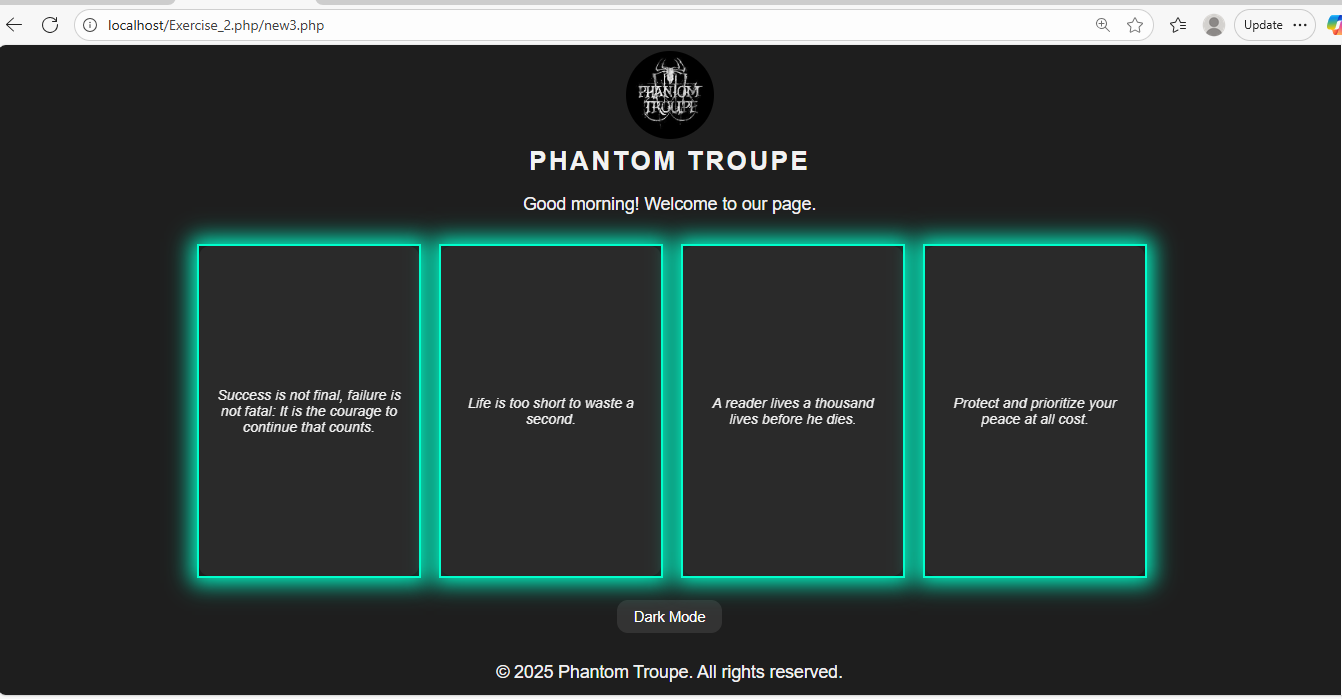 localhost/Exercise_2.php/new3.php
Update
PHANTOM
TROUPE
PHANTOM TROUPE
Good morning! Welcome to our page.
Success is not final, failure is
not fatal: It is the courage to
continue that counts.
Life is too short to waste a
second.
A reader lives a thousand
lives before he dies.
Protect and prioritize your
peace at all cost.
Dark Mode
© 2025 Phantom Troupe. All rights reserved.